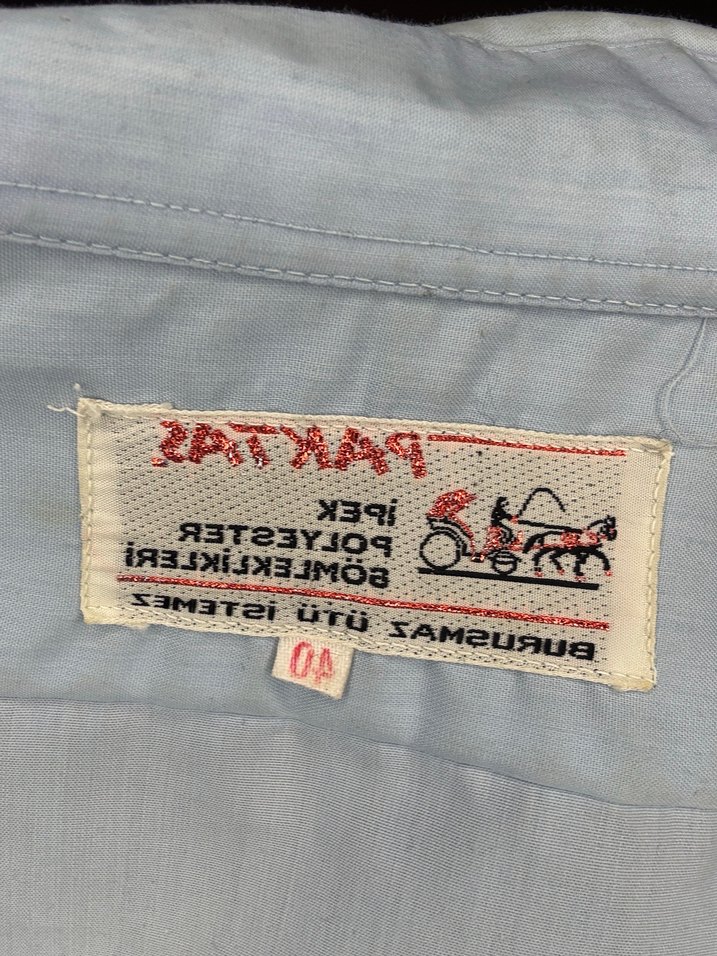 PAKTAŞ
İPEK
POLYESTER
GÖMLEKLİKLERİ
BURUŞMAZ ÜTÜ İSTEMEZ
40